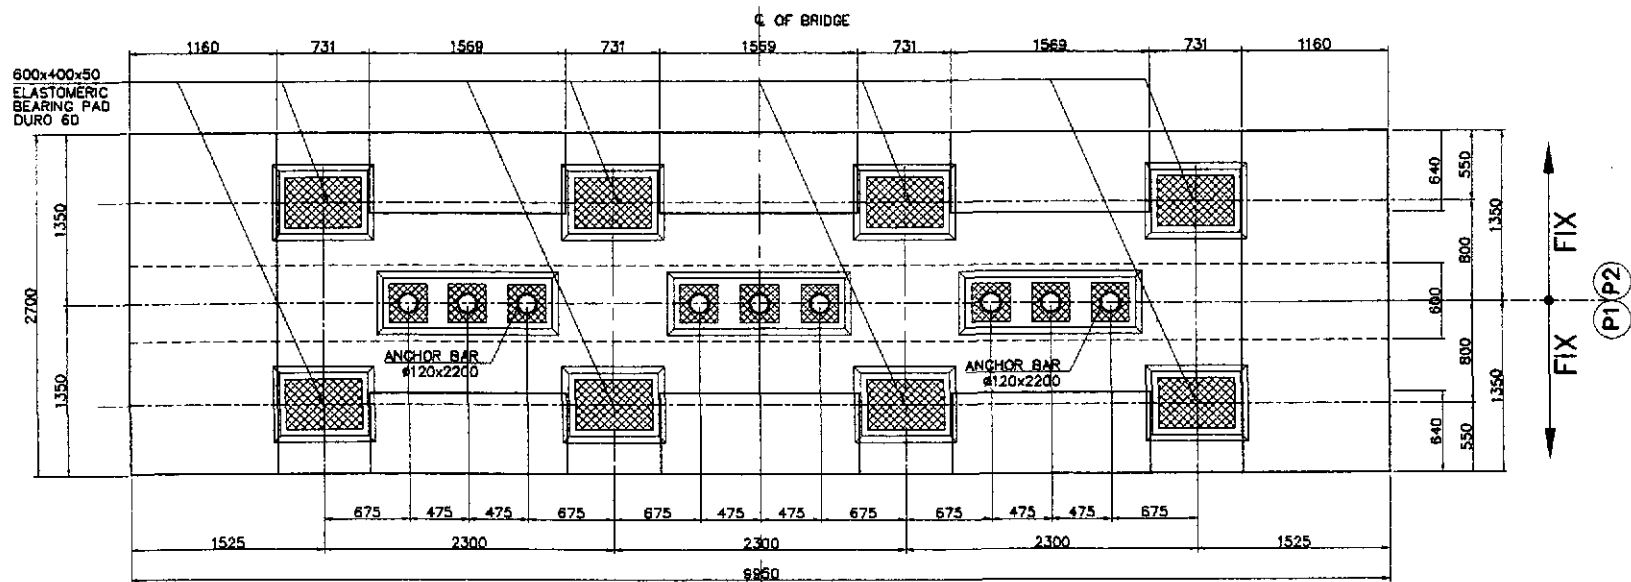 ℄ OF BRIDGE
1160 731 1569 731 1569 731 1569 731 1160
600x400x50
ELASTOMERIC
BEARING PAD
DURO 60
2700
1350
1350
ANCHOR BAR
ø120x2200
ANCHOR BAR
ø120x2200
640
550
1350
800
600
800
1350
640
550
FIX
FIX
P1 P2
675 475 475 675 675 475 475 675 675 475 475 675
1525 2300 2300 2300 1525
9950